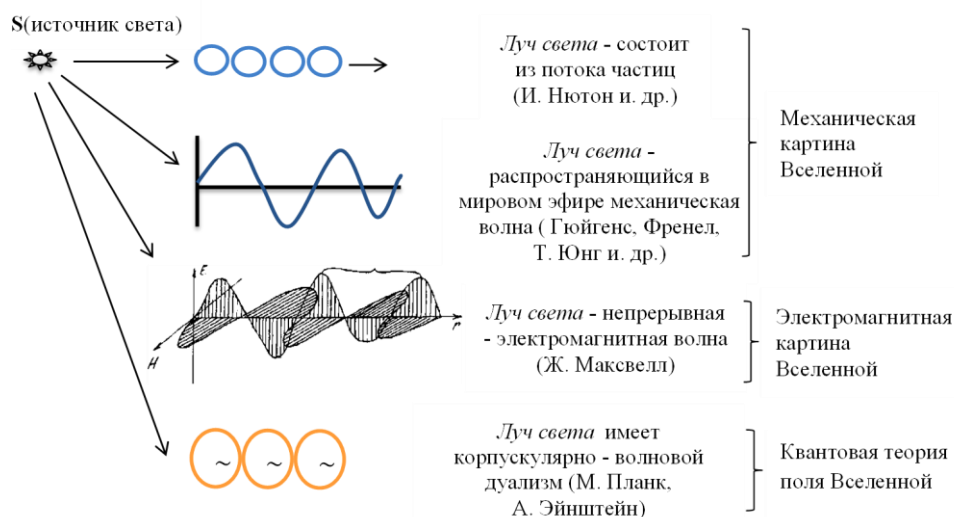 S(источник света)
Луч света - состоит
из потока частиц
(И. Нютон и. др.)
Механическая
картина
Вселенной
Луч света -
распространяющийся в
мировом эфире механическая
волна ( Гюйгенс, Френел,
Т. Юнг и. др.)
E
H
r
Луч света - непрерывная
- электромагнитная волна
(Ж. Максвелл)
Электромагнитная
картина
Вселенной
~ ~ ~
Луч света имеет
корпускулярно - волновой
дуализм (М. Планк,
А. Эйнштейн)
Квантовая теория
поля Вселенной